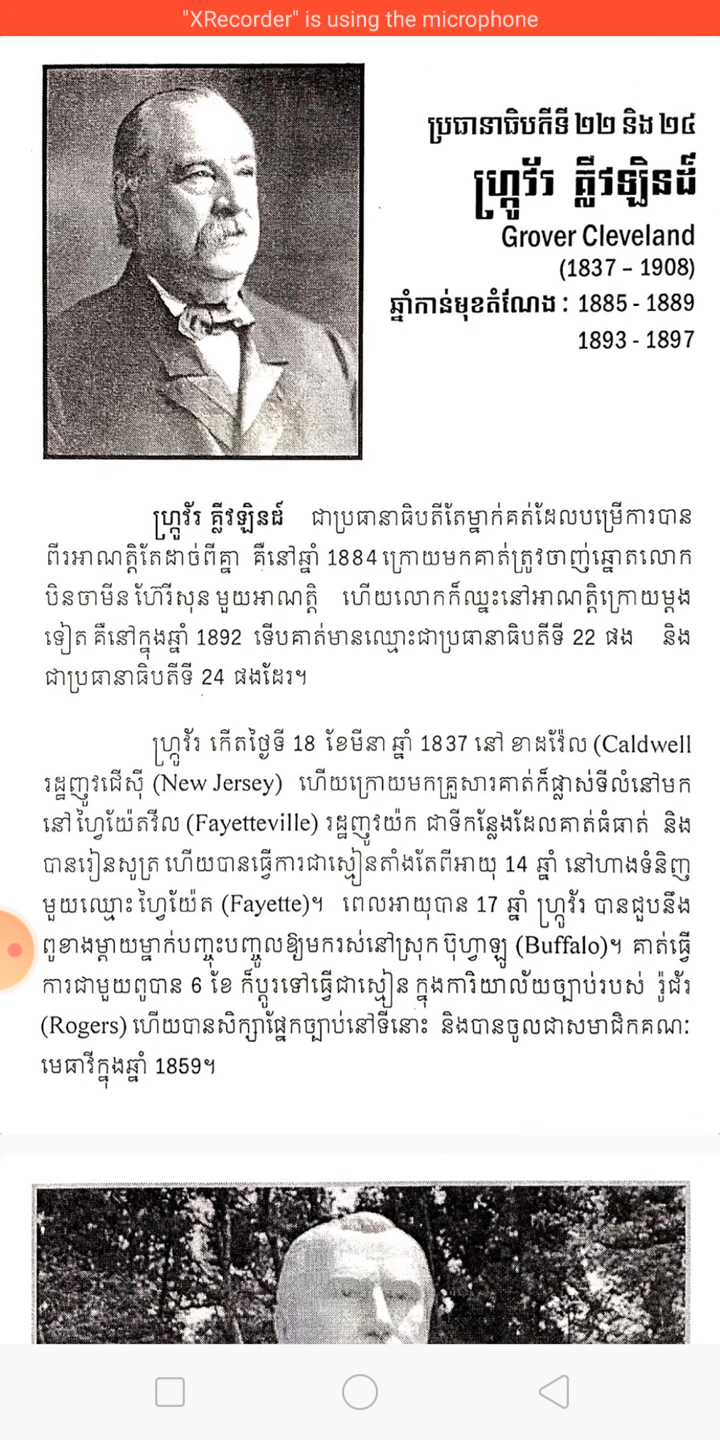 "XRecorder" is using the microphone
ប្រធានាធិបតីទី ២២ និង ២៤
ហ្គ្រូវ័រ គ្លីវឡិនដ៍
Grover Cleveland
(1837 – 1908)
ឆ្នាំកាន់មុខតំណែង : 1885 - 1889
1893 - 1897
ហ្គ្រូវ័រ គ្លីវឡិនដ៍ ជាប្រធានាធិបតីតែម្នាក់គត់ដែលបម្រើការបាន
ពីរអាណត្តិតែដាច់ពីគ្នា គឺនៅឆ្នាំ 1884 ក្រោយមកគាត់ត្រូវចាញ់ឆ្នោតលោក
បិនចាមីន ហ៊ែរីសុន មួយអាណត្តិ ហើយលោកក៏ឈ្នះនៅអាណត្តិក្រោយម្តង
ទៀត គឺនៅក្នុងឆ្នាំ 1892 ទើបគាត់មានឈ្មោះជាប្រធានាធិបតីទី 22 ផង និង
ជាប្រធានាធិបតីទី 24 ផងដែរ។
ហ្គ្រូវ័រ កើតថ្ងៃទី 18 ខែមីនា ឆ្នាំ 1837 នៅ ខាដវ៉ែល (Caldwell
រដ្ឋញូវជើស៊ី (New Jersey) ហើយក្រោយមកគ្រួសារគាត់ក៏ផ្លាស់ទីលំនៅមក
នៅ ហ្វៃយ៉ែតវីល (Fayetteville) រដ្ឋញូវយ៉ក ជាទីកន្លែងដែលគាត់ធំធាត់ និង
បានរៀនសូត្រ ហើយបានធ្វើការជាស្មៀនតាំងតែពីអាយុ 14 ឆ្នាំ នៅហាងទំនិញ
មួយឈ្មោះ ហ្វៃយ៉ែត (Fayette)។ ពេលអាយុបាន 17 ឆ្នាំ ហ្គ្រូវ័រ បានជួបនឹង
ពូខាងម្តាយម្នាក់បញ្ចុះបញ្ចូលឱ្យមករស់នៅស្រុក ប៊ុហ្វាឡូ (Buffalo)។ គាត់ធ្វើ
ការជាមួយពូបាន 6 ខែ ក៏ប្តូរទៅធ្វើជាស្មៀន ក្នុងការិយាល័យច្បាប់របស់ រ៉ូជ័រ
(Rogers) ហើយបានសិក្សាផ្នែកច្បាប់នៅទីនោះ និងបានចូលជាសមាជិកគណៈ
មេធាវីក្នុងឆ្នាំ 1859។